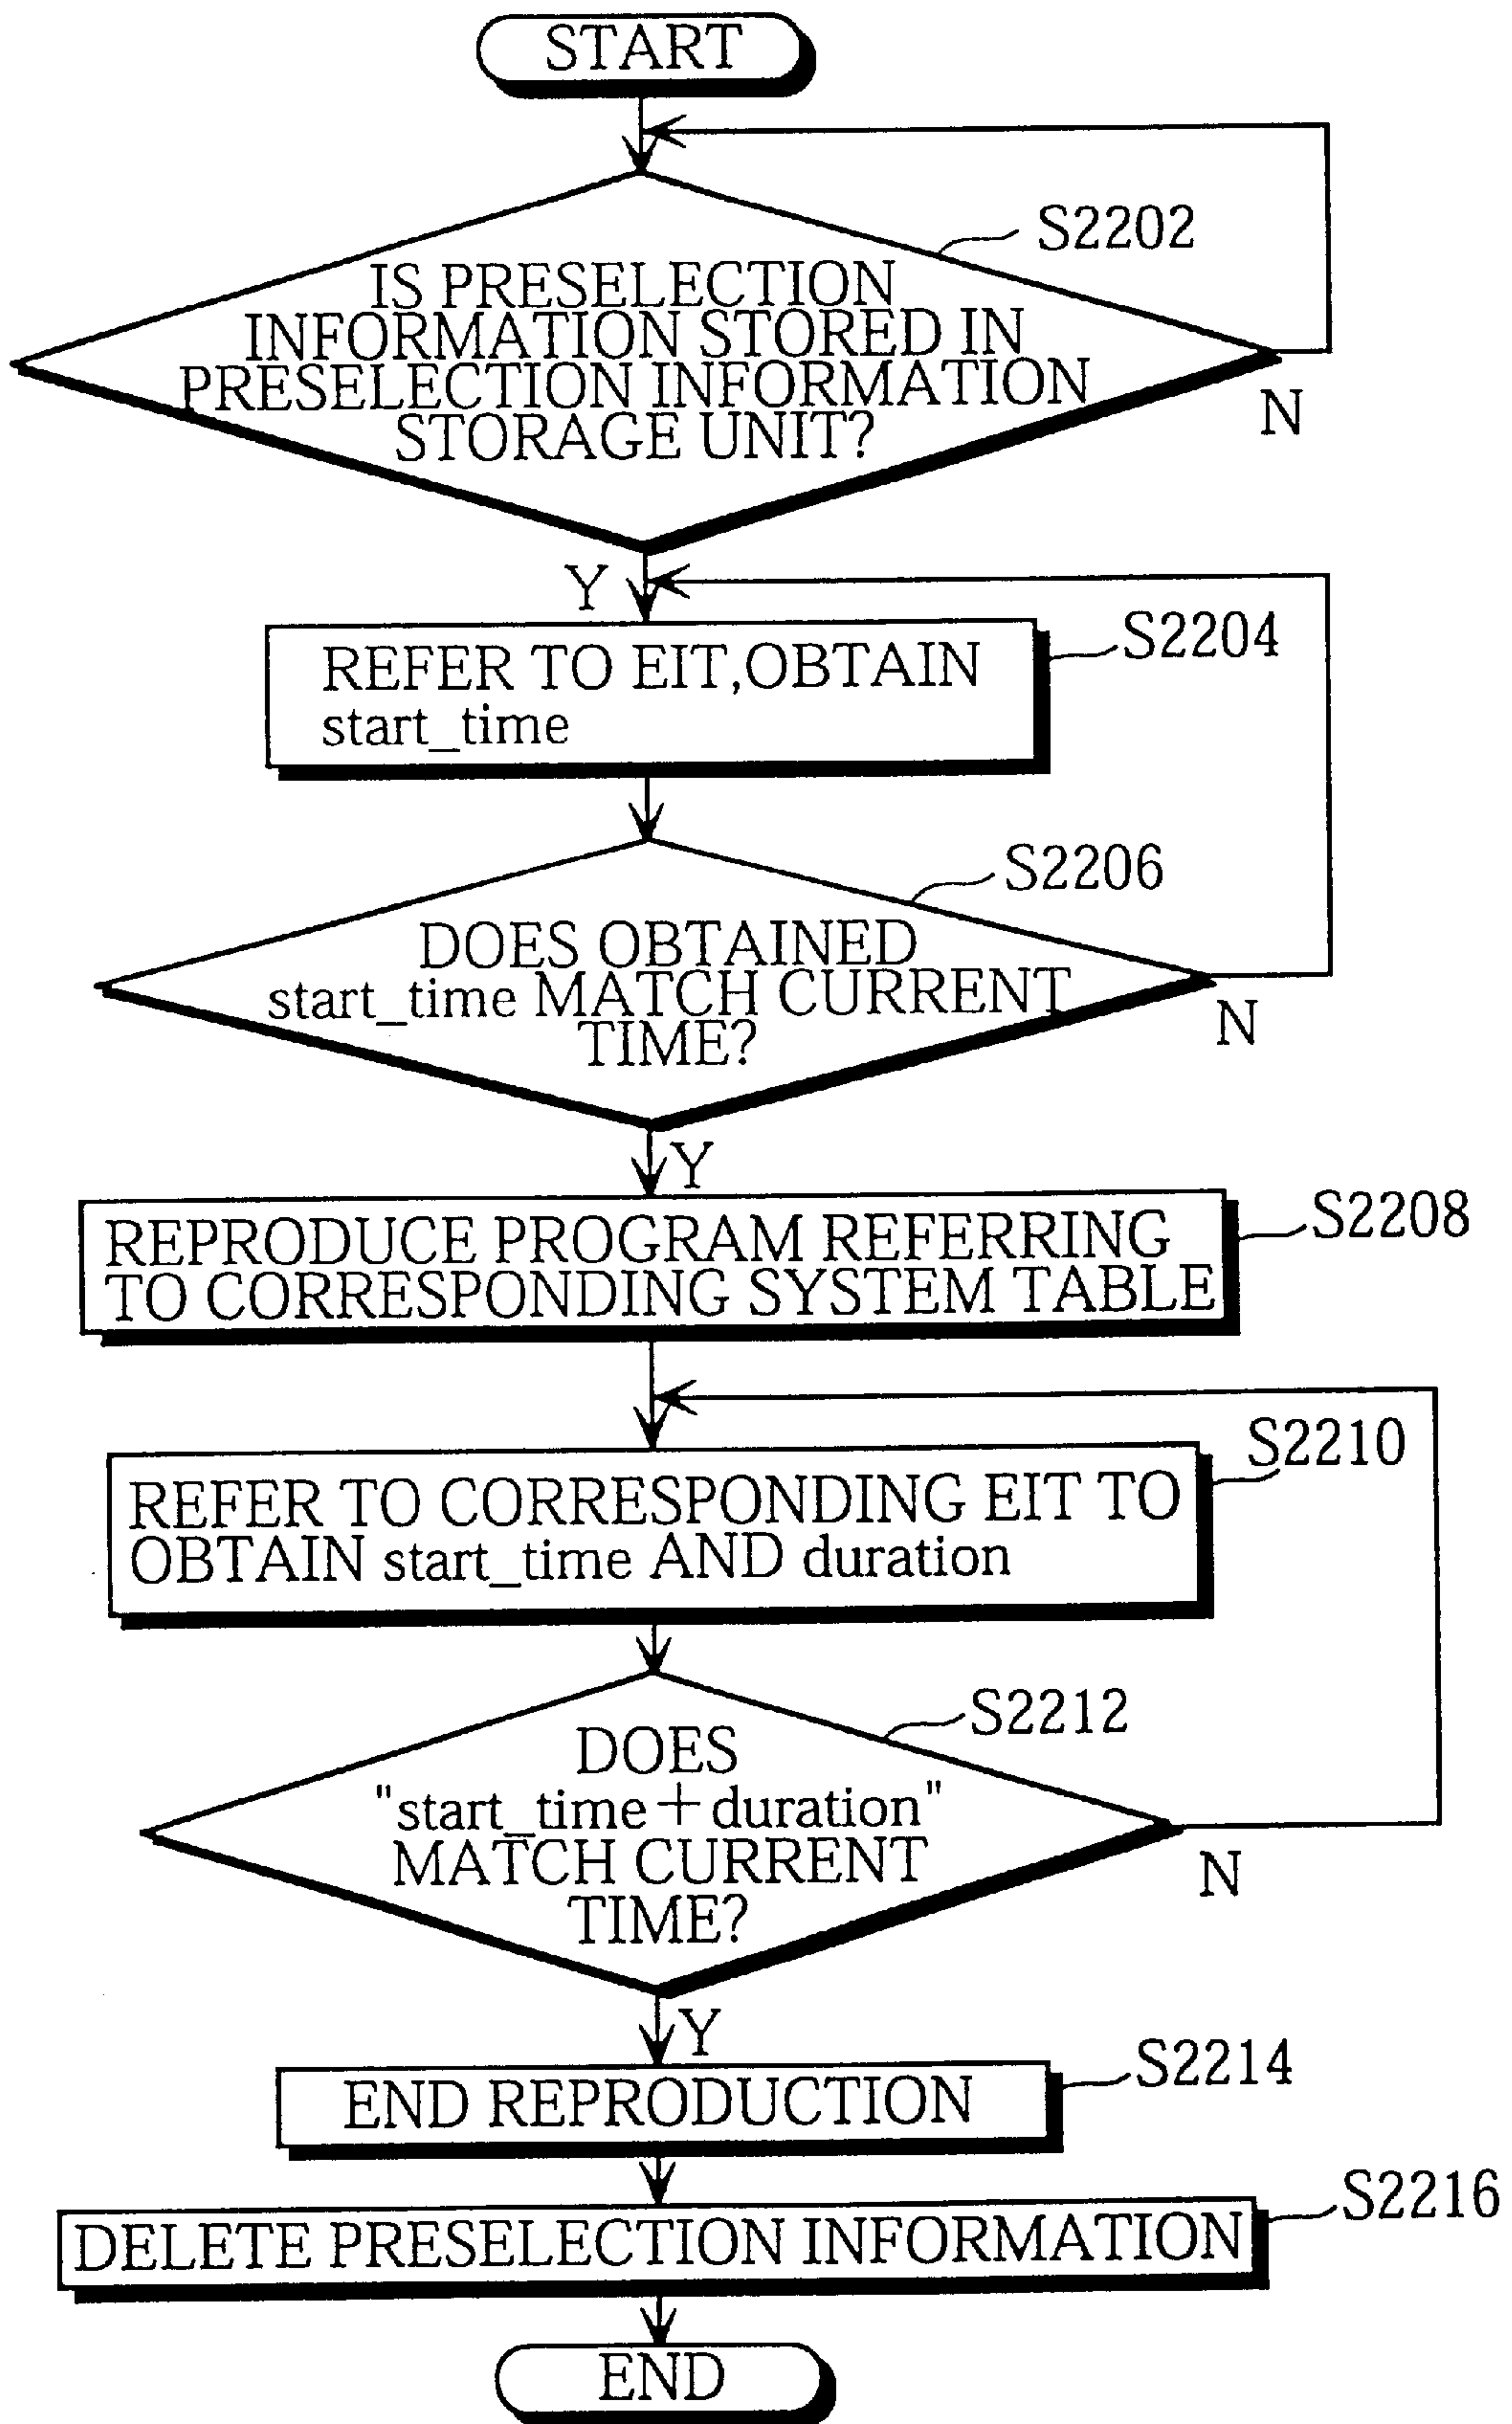 START
S2202
IS PRESELECTION
INFORMATION STORED IN
PRESELECTION INFORMATION
STORAGE UNIT?
N
Y
S2204
REFER TO EIT,OBTAIN
start_time
S2206
DOES OBTAINED
start_time MATCH CURRENT
TIME?
N
Y
S2208
REPRODUCE PROGRAM REFERRING
TO CORRESPONDING SYSTEM TABLE
S2210
REFER TO CORRESPONDING EIT TO
OBTAIN start_time AND duration
S2212
DOES
"start_time+duration"
MATCH CURRENT
TIME?
N
Y
S2214
END REPRODUCTION
S2216
DELETE PRESELECTION INFORMATION
END